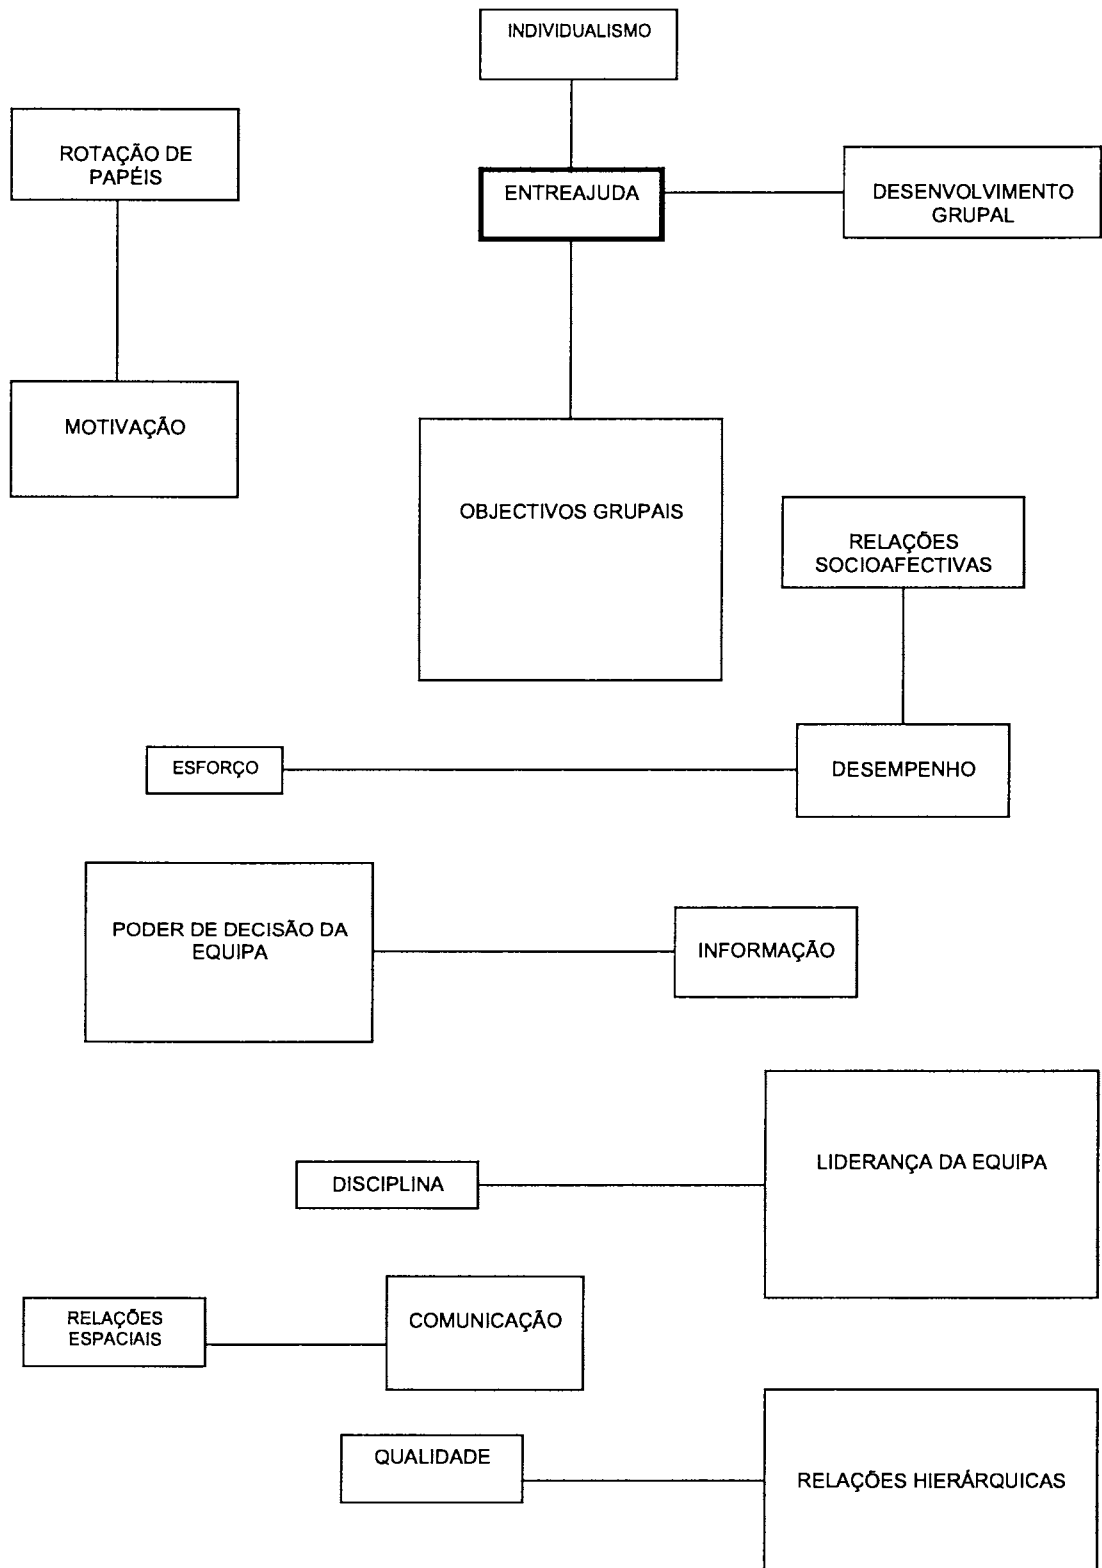 INDIVIDUALISMO
ROTAÇÃO DE
PAPÉIS
ENTREAJUDA
DESENVOLVIMENTO
GRUPAL
MOTIVAÇÃO
OBJECTIVOS GRUPAIS
RELAÇÕES
SOCIOAFECTIVAS
ESFORÇO
DESEMPENHO
PODER DE DECISÃO DA
EQUIPA
INFORMAÇÃO
LIDERANÇA DA EQUIPA
DISCIPLINA
RELAÇÕES
ESPACIAIS
COMUNICAÇÃO
QUALIDADE
RELAÇÕES HIERÁRQUICAS